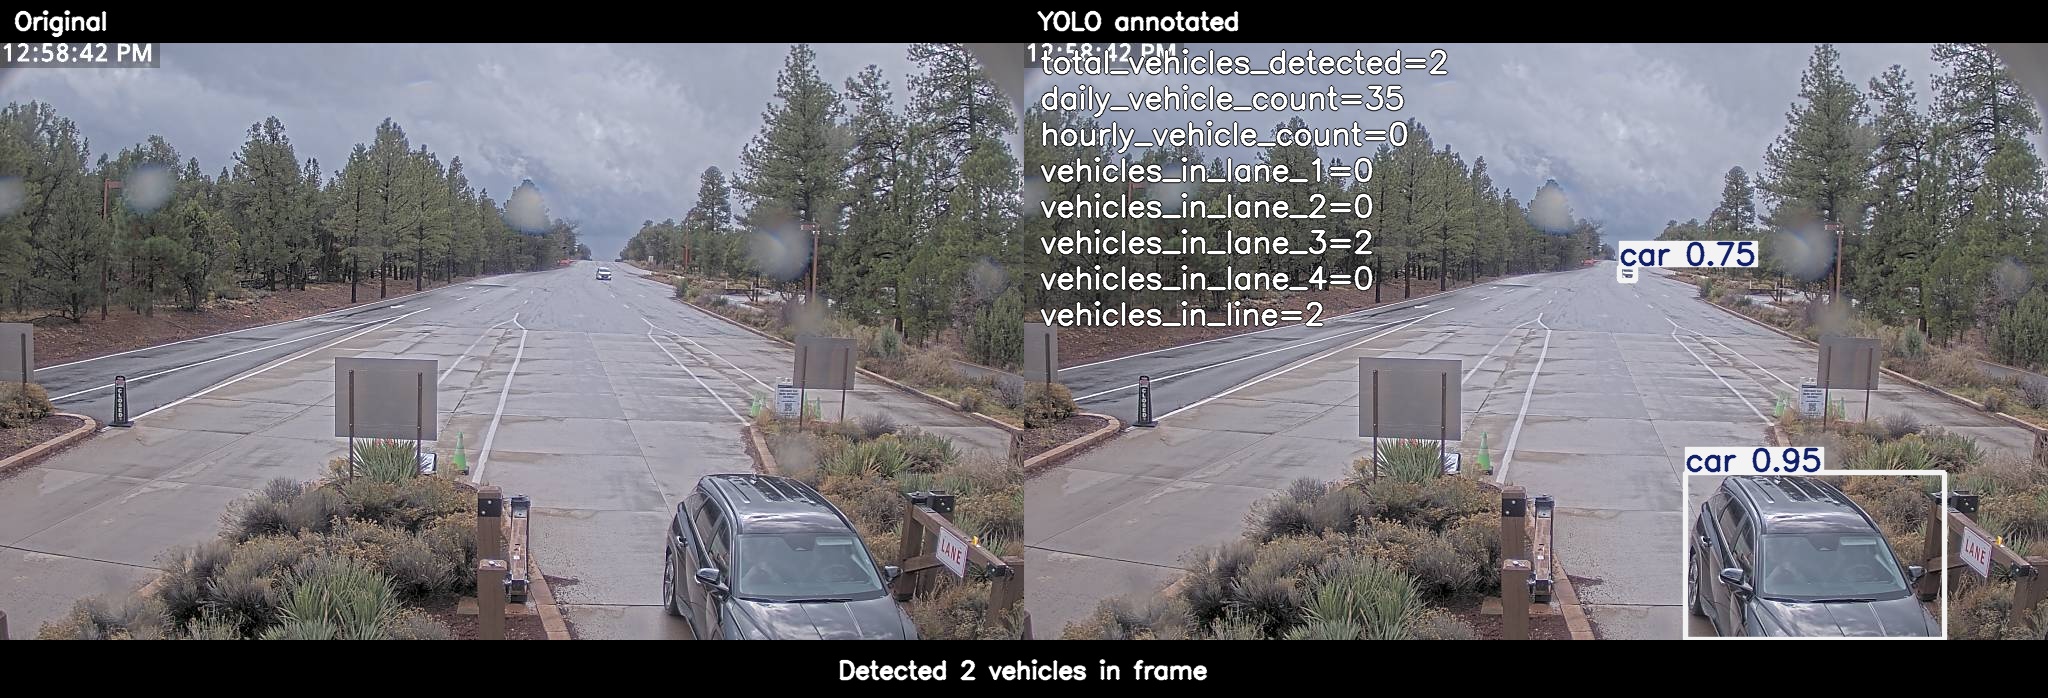 Original
12:58:42 PM
CLOSED
LANE
YOLO annotated
12:58:42 PM
total_vehicles_detected=2
daily_vehicle_count=35
hourly_vehicle_count=0
vehicles_in_lane_1=0
vehicles_in_lane_2=0
vehicles_in_lane_3=2
vehicles_in_lane_4=0
vehicles_in_line=2
car 0.75
CLOSED
car 0.95
LANE
Detected 2 vehicles in frame